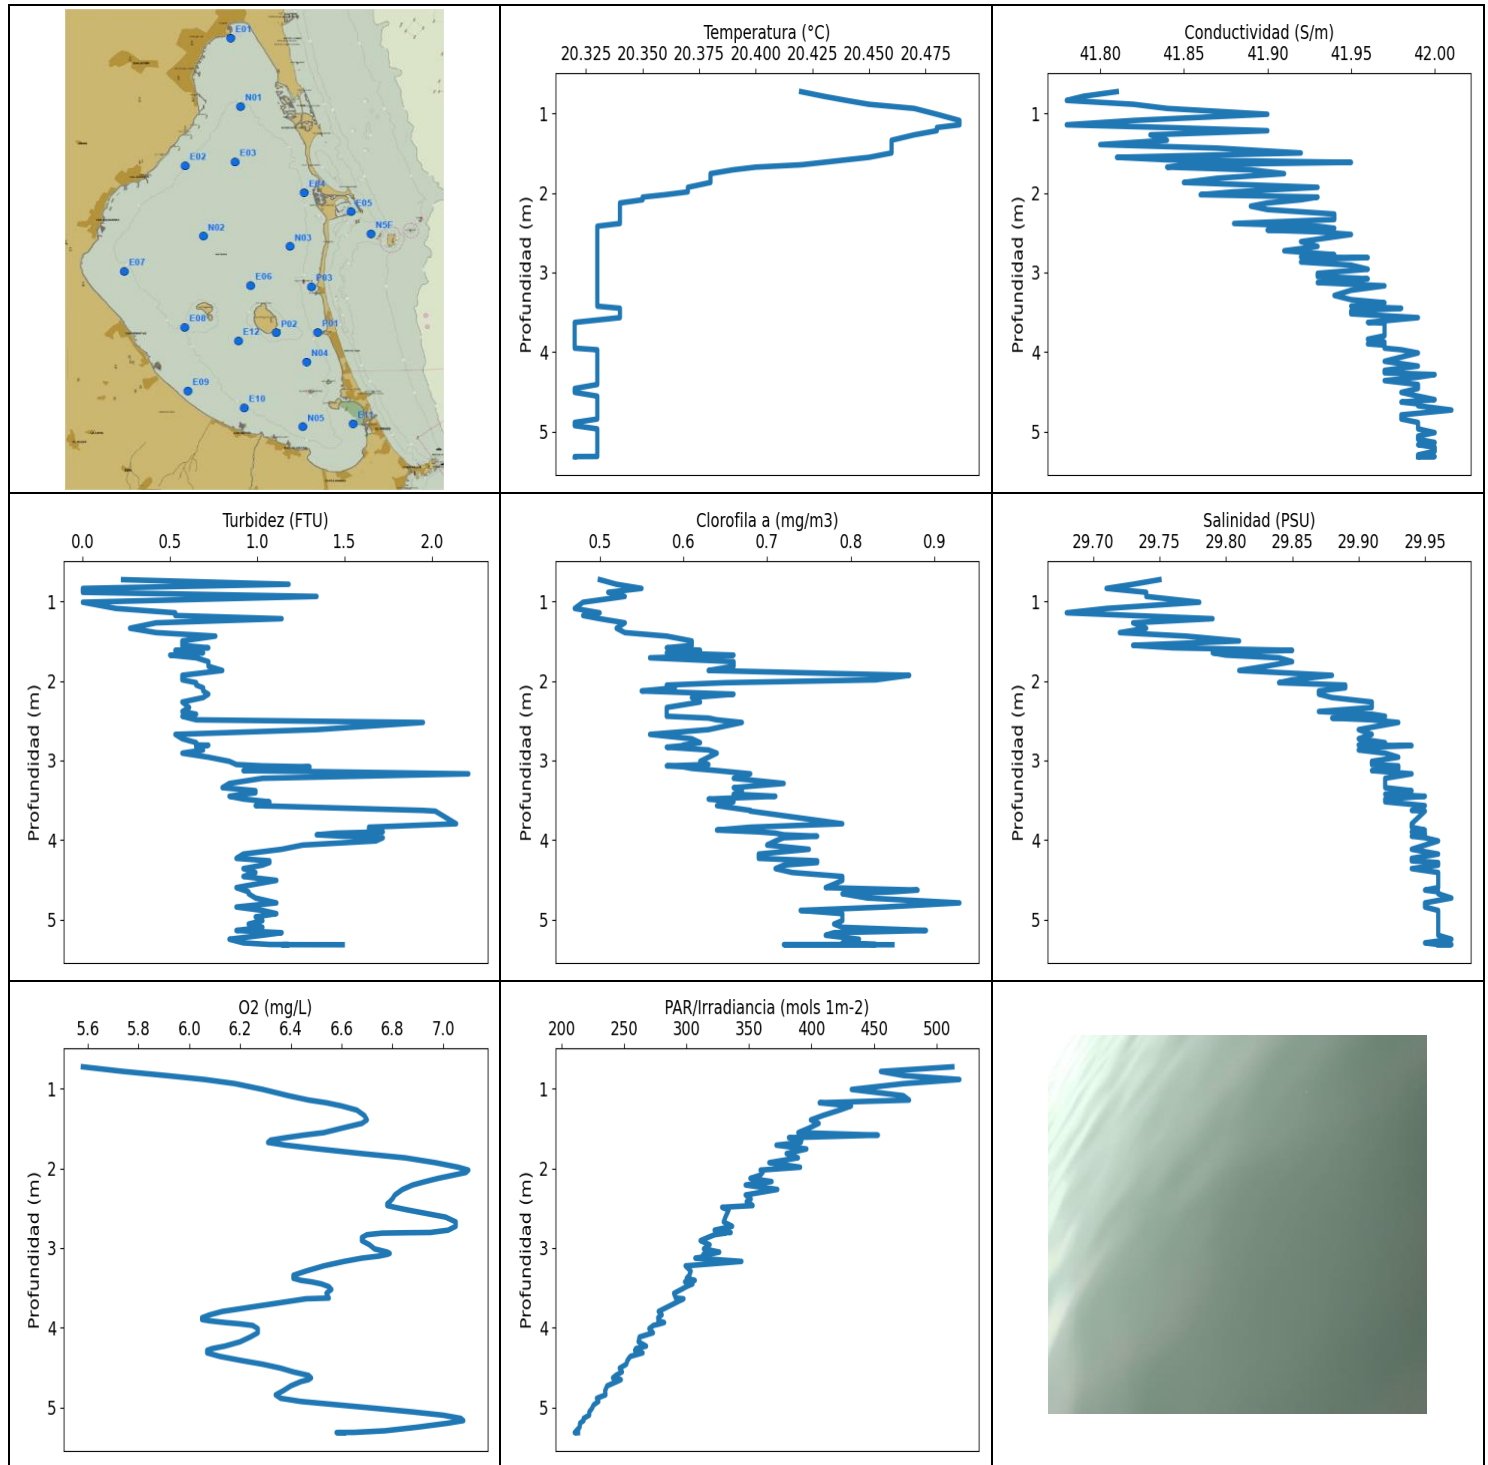 E01
N01
E02
E03
E04
E05
N5E
N02
N03
E07
E06
P03
E08
E12
P02
P01
N04
E09
E10
N05
E11
Temperatura (°C)
20.325 20.350 20.375 20.400 20.425 20.450 20.475
Profundidad (m)
1
2
3
4
5
Conductividad (S/m)
41.80 41.85 41.90 41.95 42.00
Profundidad (m)
1
2
3
4
5
Turbidez (FTU)
0.0 0.5 1.0 1.5 2.0
Profundidad (m)
1
2
3
4
5
Clorofila a (mg/m3)
0.5 0.6 0.7 0.8 0.9
Profundidad (m)
1
2
3
4
5
Salinidad (PSU)
29.70 29.75 29.80 29.85 29.90 29.95
Profundidad (m)
1
2
3
4
5
O2 (mg/L)
5.6 5.8 6.0 6.2 6.4 6.6 6.8 7.0
Profundidad (m)
1
2
3
4
5
PAR/Irradiancia (mols 1m-2)
200 250 300 350 400 450 500
Profundidad (m)
1
2
3
4
5